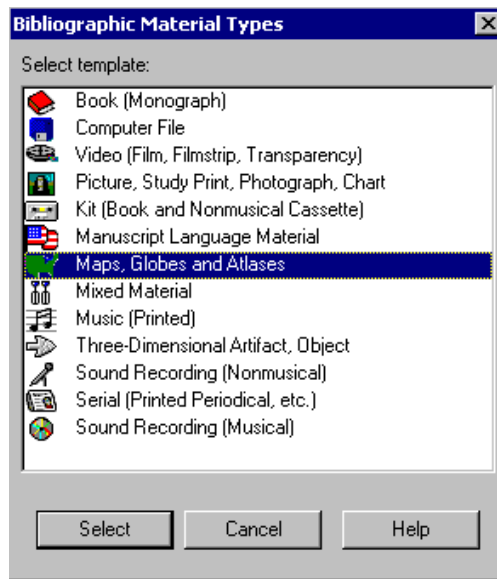 Bibliographic Material Types
Select template:
Book (Monograph)
Computer File
Video (Film, Filmstrip, Transparency)
Picture, Study Print, Photograph, Chart
Kit (Book and Nonmusical Cassette)
Manuscript Language Material
Maps, Globes and Atlases
Mixed Material
Music (Printed)
Three-Dimensional Artifact, Object
Sound Recording (Nonmusical)
Serial (Printed Periodical, etc.)
Sound Recording (Musical)
Select Cancel Help